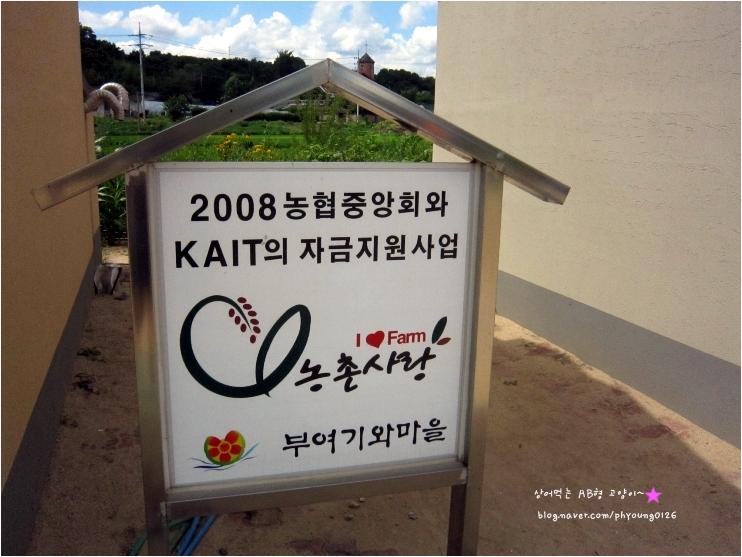 2008 농협중앙회와
KAIT의 자금지원사업
I ♥ Farm
농촌사랑
부여기와마을
상어먹는 AB형 고양이~★
blog.naver.com/phyoung0126